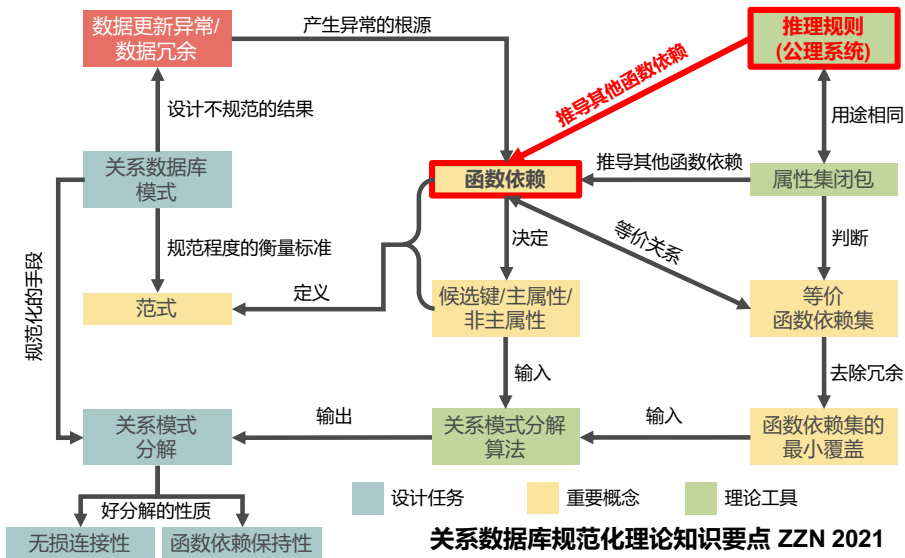 数据更新异常/
数据冗余
产生异常的根源
推理规则
(公理系统)
推导其他函数依赖
设计不规范的结果
用途相同
关系数据库
模式
函数依赖
推导其他函数依赖
属性集闭包
规范程度的衡量标准
决定
等价关系
判断
规范化的手段
范式
定义
候选键/主属性/
非主属性
等价
函数依赖集
输入
去除冗余
关系模式
分解
输出
关系模式分解
算法
输入
函数依赖集的
最小覆盖
好分解的性质
设计任务
重要概念
理论工具
无损连接性
函数依赖保持性
关系数据库规范化理论知识要点 ZZN 2021